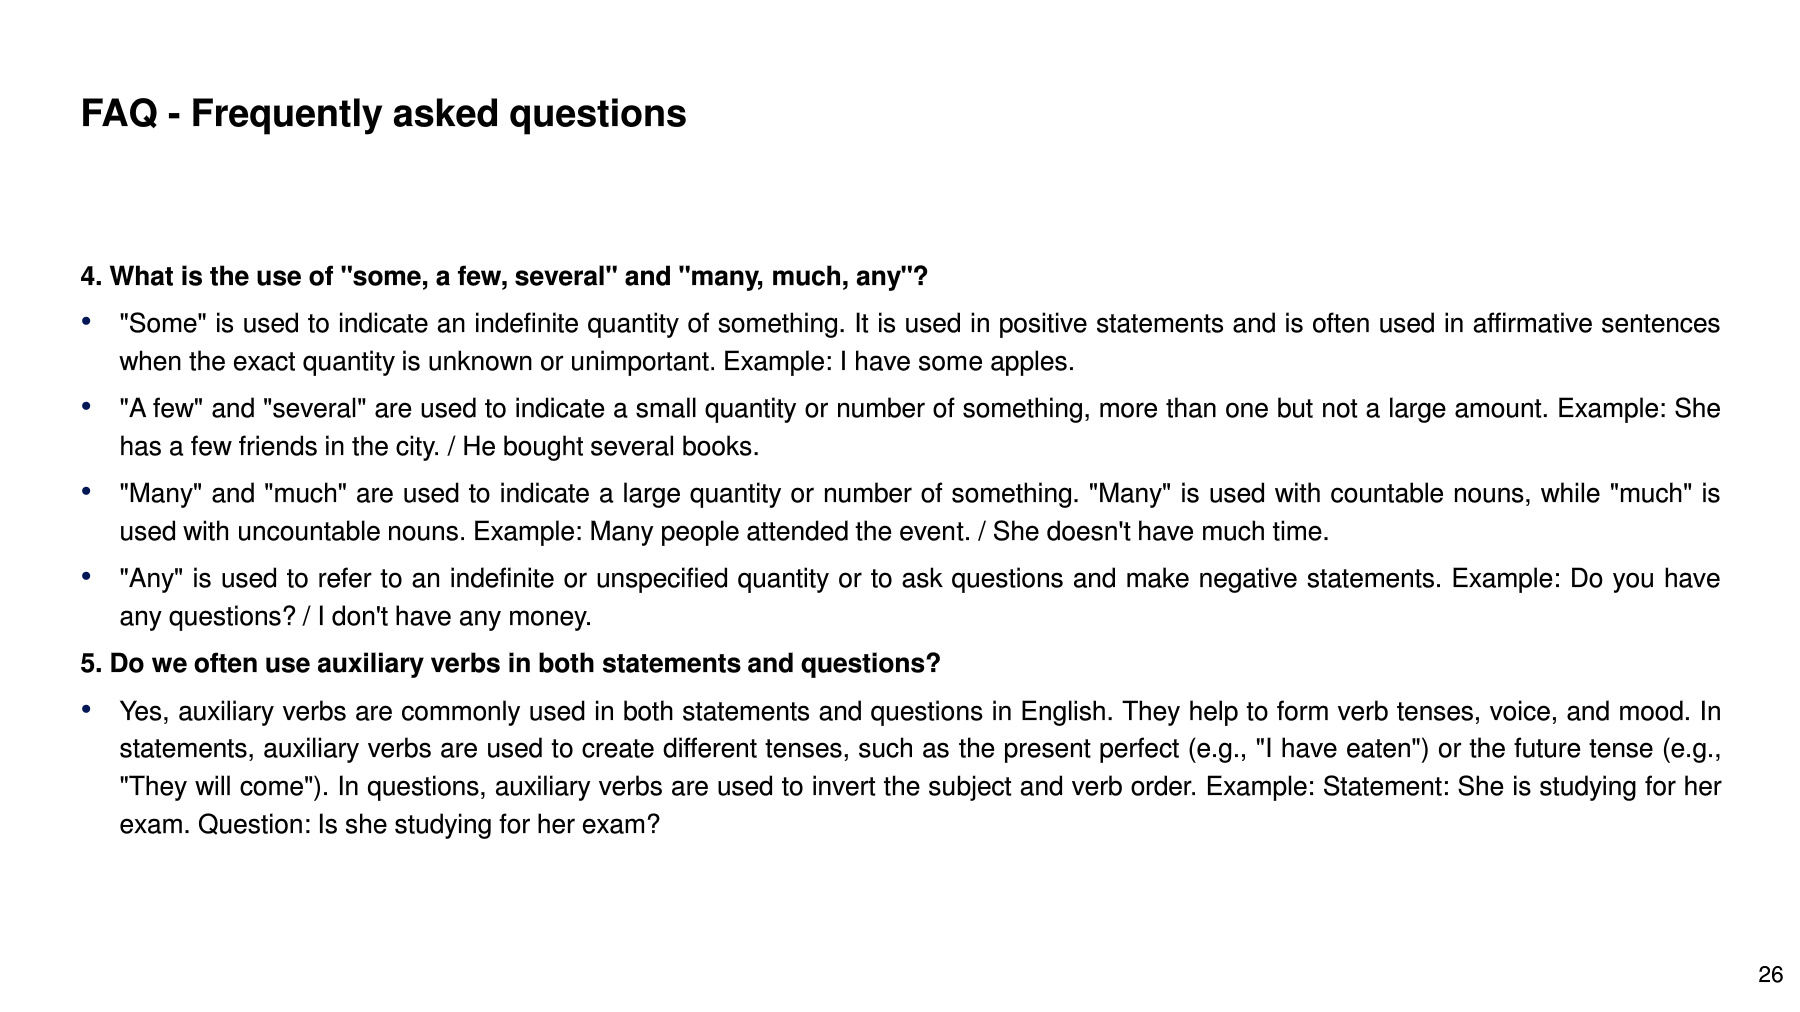 FAQ - Frequently asked questions
4. What is the use of "some, a few, several" and "many, much, any"?
• "Some" is used to indicate an indefinite quantity of something. It is used in positive statements and is often used in affirmative sentences
when the exact quantity is unknown or unimportant. Example: I have some apples.
• "A few" and "several" are used to indicate a small quantity or number of something, more than one but not a large amount. Example: She
has a few friends in the city. / He bought several books.
• "Many" and "much" are used to indicate a large quantity or number of something. "Many" is used with countable nouns, while "much" is
used with uncountable nouns. Example: Many people attended the event. / She doesn't have much time.
• "Any" is used to refer to an indefinite or unspecified quantity or to ask questions and make negative statements. Example: Do you have
any questions? / I don't have any money.
5. Do we often use auxiliary verbs in both statements and questions?
• Yes, auxiliary verbs are commonly used in both statements and questions in English. They help to form verb tenses, voice, and mood. In
statements, auxiliary verbs are used to create different tenses, such as the present perfect (e.g., "I have eaten") or the future tense (e.g.,
"They will come"). In questions, auxiliary verbs are used to invert the subject and verb order. Example: Statement: She is studying for her
exam. Question: Is she studying for her exam?
26